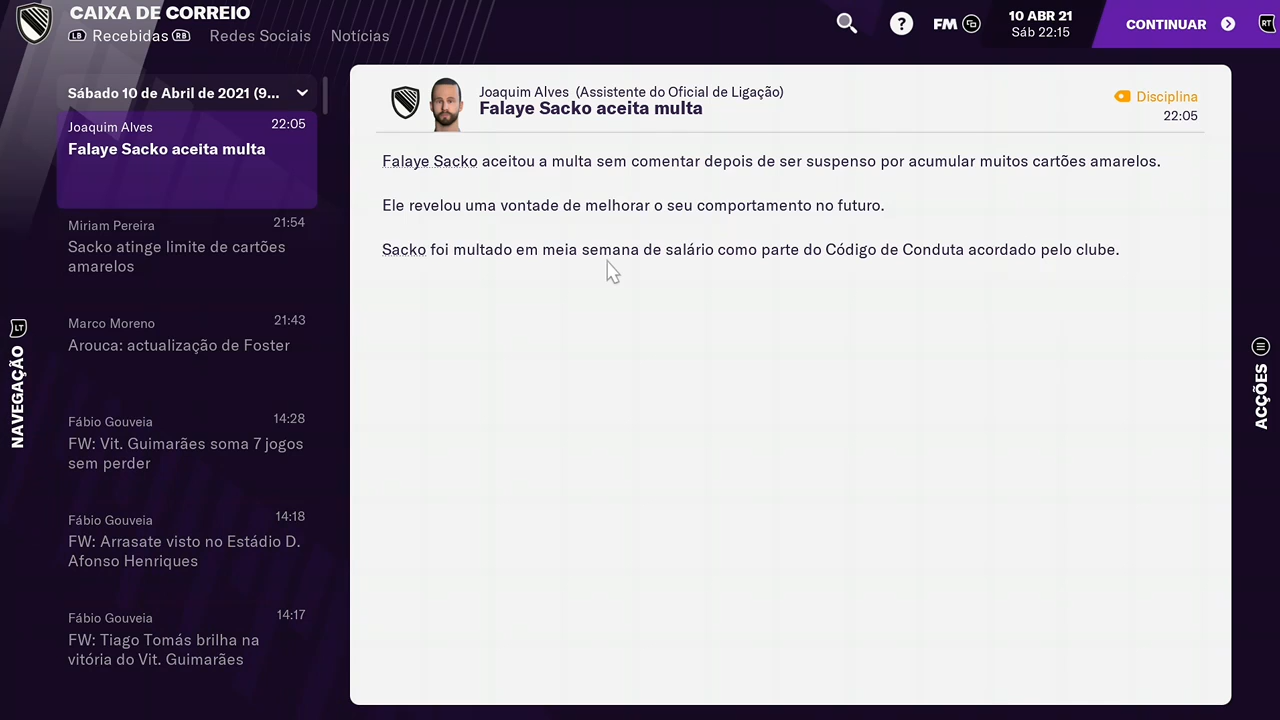 CAIXA DE CORREIO
LB Recebidas RB Redes Sociais Notícias
? FM
10 ABR 21
Sáb 22:15
CONTINUAR
RT
Sábado 10 de Abril de 2021 (9...
Joaquim Alves 22:05
Falaye Sacko aceita multa
Miriam Pereira 21:54
Sacko atinge limite de cartões
amarelos
Marco Moreno 21:43
Arouca: actualização de Foster
Fábio Gouveia 14:28
FW: Vit. Guimarães soma 7 jogos
sem perder
Fábio Gouveia 14:18
FW: Arrasate visto no Estádio D.
Afonso Henriques
Fábio Gouveia 14:17
FW: Tiago Tomás brilha na
vitória do Vit. Guimarães
LT
NAVEGAÇÃO
Joaquim Alves (Assistente do Oficial de Ligação)
Falaye Sacko aceita multa
Disciplina
22:05
Falaye Sacko aceitou a multa sem comentar depois de ser suspenso por acumular muitos cartões amarelos.
Ele revelou uma vontade de melhorar o seu comportamento no futuro.
Sacko foi multado em meia semana de salário como parte do Código de Conduta acordado pelo clube.
ACÇÕES